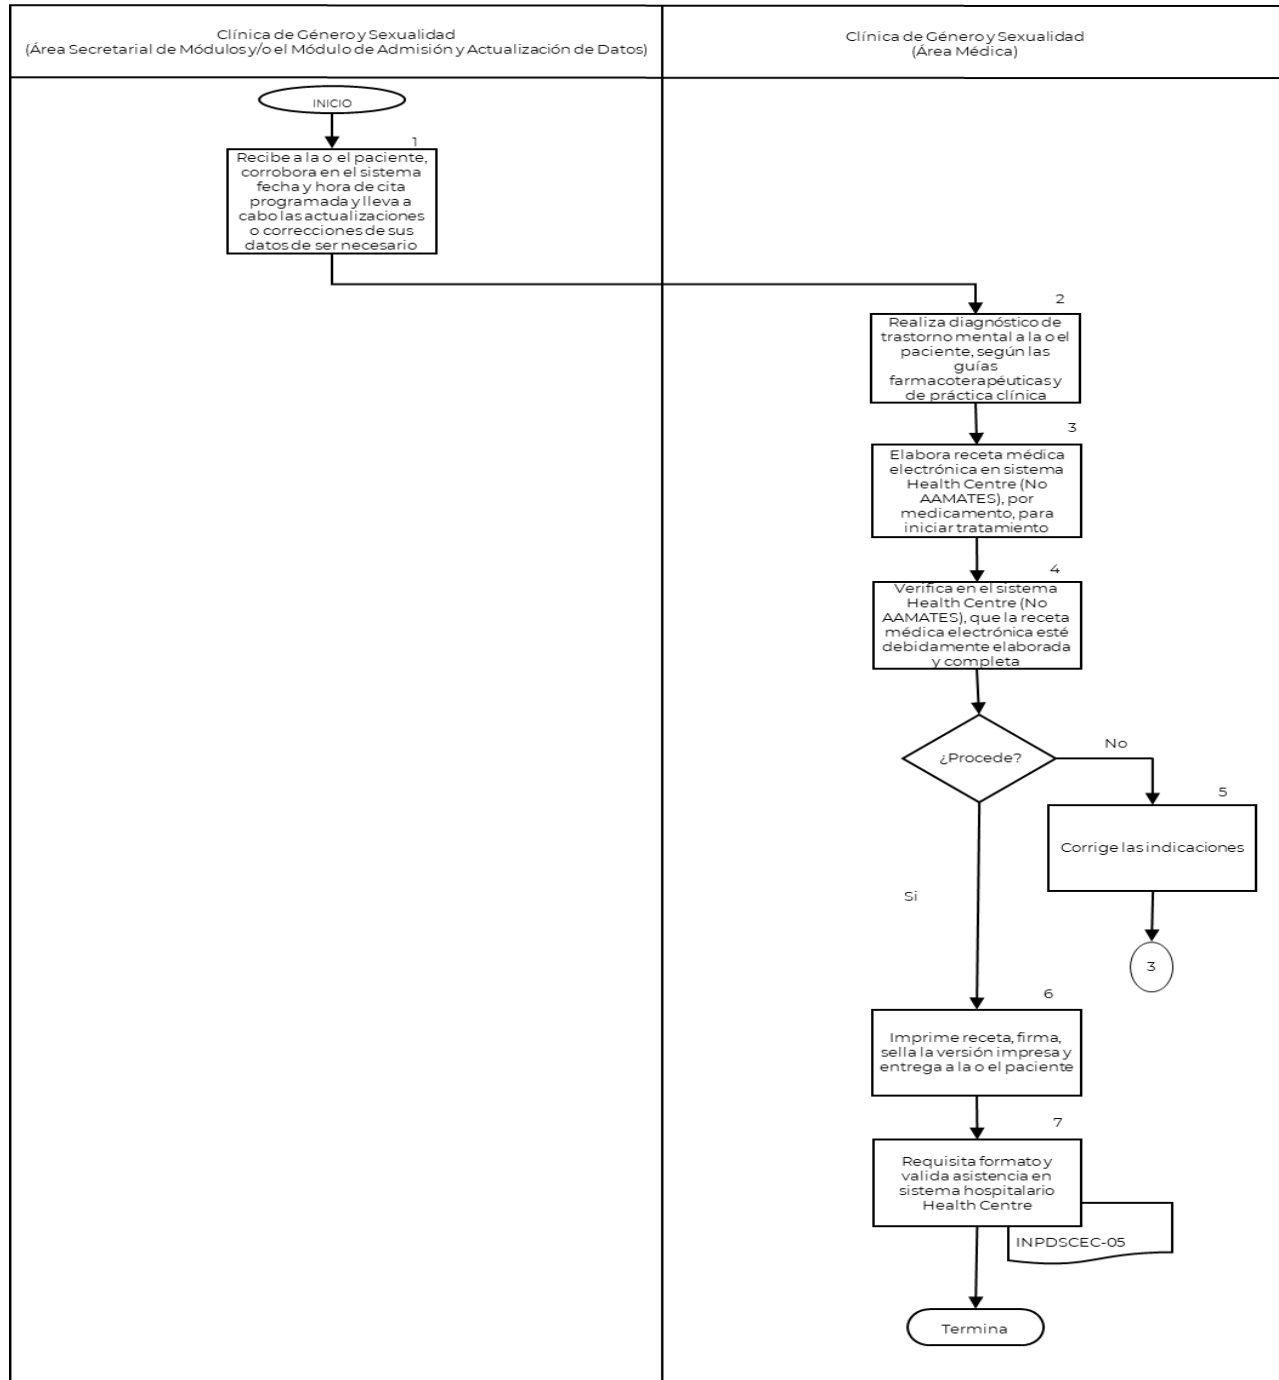 Clínica de Género y Sexualidad
(Área Secretarial de Módulos y/o el Módulo de Admisión y Actualización de Datos)
Clínica de Género y Sexualidad
(Área Médica)
INICIO
1
Recibe a la o el paciente,
corrobora en el sistema
fecha y hora de cita
programada y lleva a
cabo las actualizaciones
o correcciones de sus
datos de ser necesario
2
Realiza diagnóstico de
trastorno mental a la o el
paciente, según las
guías
farmacoterapéuticas y
de práctica clínica
3
Elabora receta médica
electrónica en sistema
Health Centre (No
AAMATES), por
medicamento, para
iniciar tratamiento
4
Verifica en el sistema
Health Centre (No
AAMATES), que la receta
médica electrónica esté
debidamente elaborada
y completa
¿Procede?
No
5
Corrige las indicaciones
3
Si
6
Imprime receta, firma,
sella la versión impresa y
entrega a la o el paciente
7
Requisita formato y
valida asistencia en
sistema hospitalario
Health Centre
INPDSCEC-05
Termina